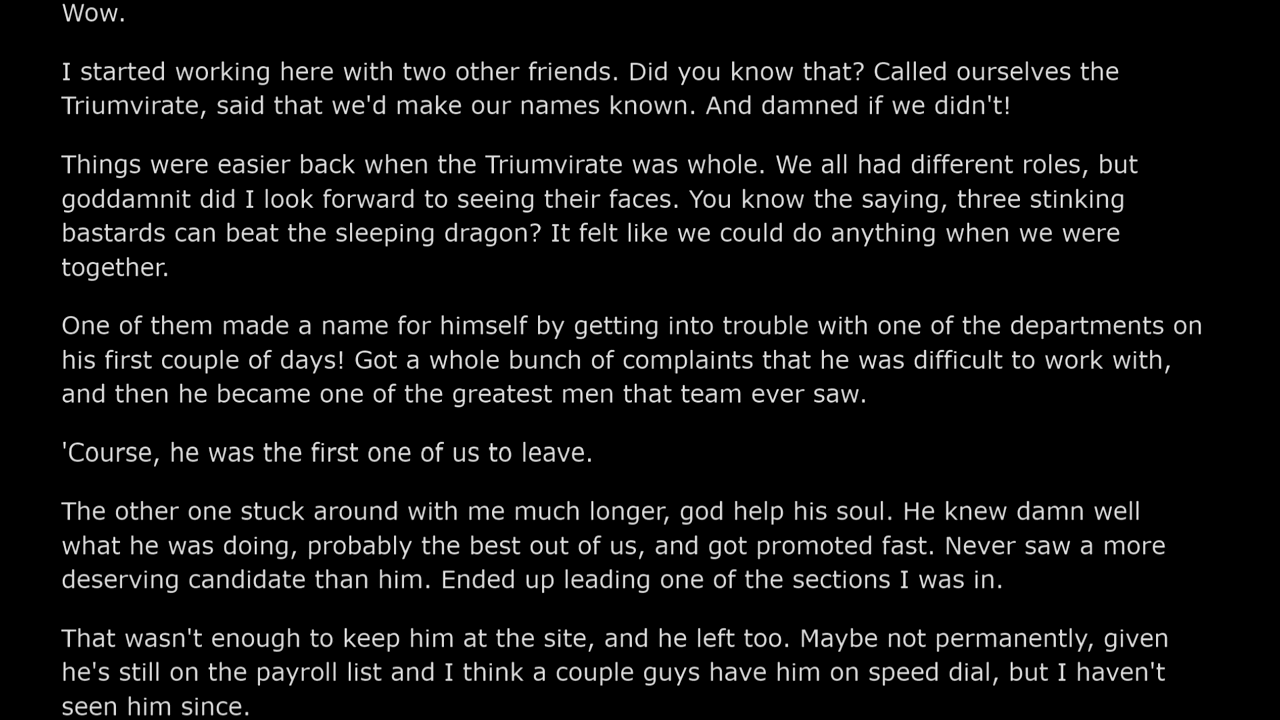 Wow.
I started working here with two other friends. Did you know that? Called ourselves the
Triumvirate, said that we'd make our names known. And damned if we didn't!
Things were easier back when the Triumvirate was whole. We all had different roles, but
goddamnit did I look forward to seeing their faces. You know the saying, three stinking
bastards can beat the sleeping dragon? It felt like we could do anything when we were
together.
One of them made a name for himself by getting into trouble with one of the departments on
his first couple of days! Got a whole bunch of complaints that he was difficult to work with,
and then he became one of the greatest men that team ever saw.
'Course, he was the first one of us to leave.
The other one stuck around with me much longer, god help his soul. He knew damn well
what he was doing, probably the best out of us, and got promoted fast. Never saw a more
deserving candidate than him. Ended up leading one of the sections I was in.
That wasn't enough to keep him at the site, and he left too. Maybe not permanently, given
he's still on the payroll list and I think a couple guys have him on speed dial, but I haven't
seen him since.